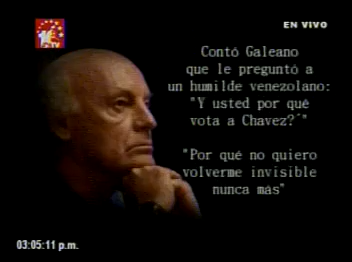 EN VIVO
TV
Contó Galeano
que le preguntó a
un humilde venezolano:
"Y usted por qué
vota a Chavez?´"
"Por qué no quiero
volverme invisible
nunca más"
03:05:11 p.m.